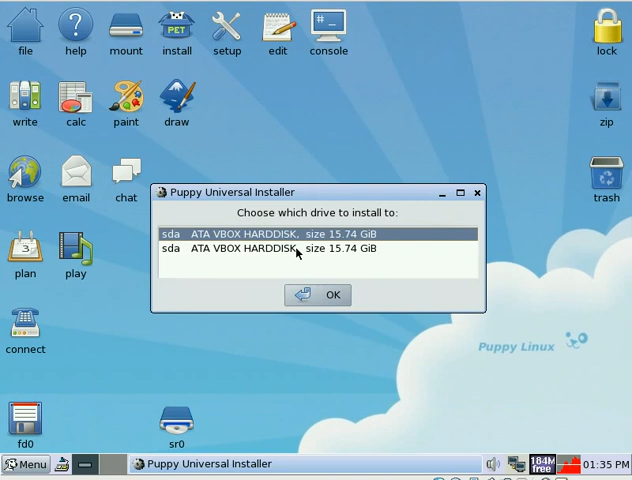 file help mount install setup edit console lock
PET
# _
write calc paint draw zip
browse email chat trash
Puppy Universal Installer
Choose which drive to install to:
sda ATA VBOX HARDDISK, size 15.74 GiB
sda ATA VBOX HARDDISK, size 15.74 GiB
OK
3
plan play
connect
Puppy Linux
fd0 sr0
Menu Puppy Universal Installer 184M free 01:35 PM